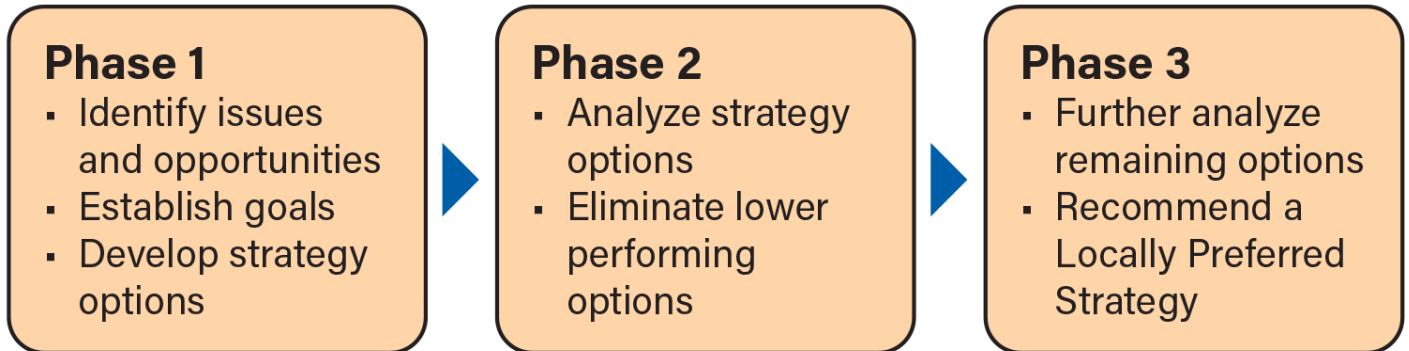 Phase 1
▪ Identify issues
and opportunities
▪ Establish goals
▪ Develop strategy
options
Phase 2
▪ Analyze strategy
options
▪ Eliminate lower
performing
options
Phase 3
▪ Further analyze
remaining options
▪ Recommend a
Locally Preferred
Strategy